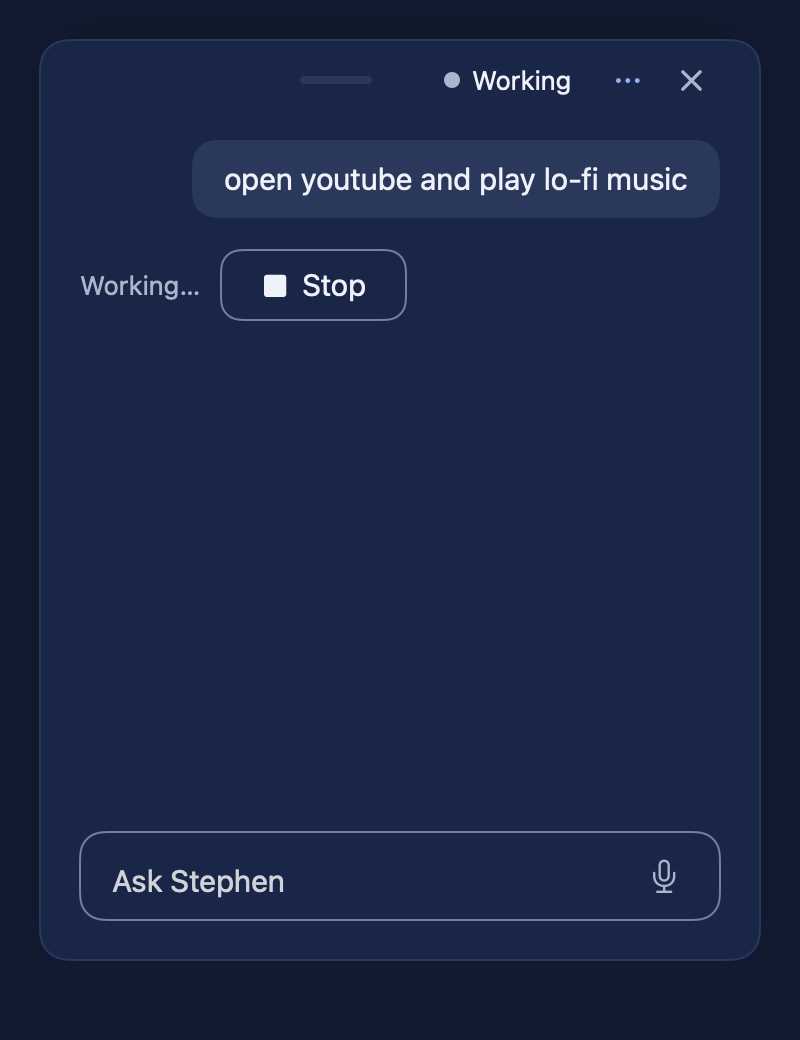 Working
open youtube and play lo-fi music
Working...
Stop
Ask Stephen